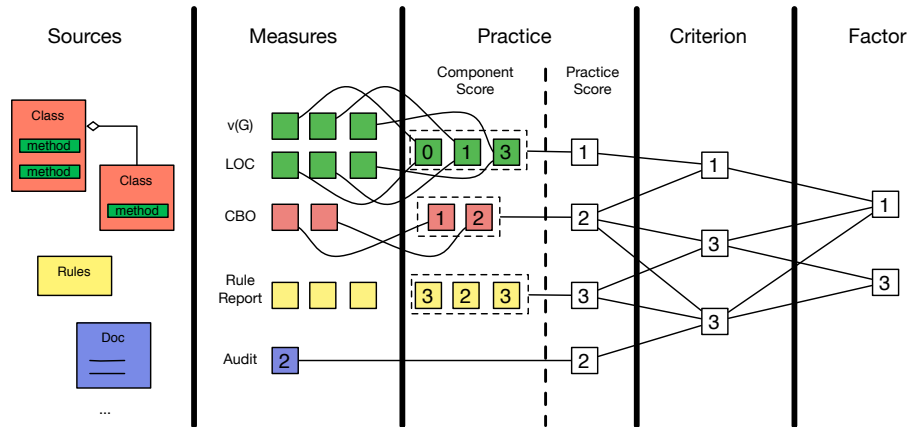 Sources Measures Practice Criterion Factor
Component Score
Practice Score
Class
method
method
Class
method
Rules
Doc
...
v(G)
LOC
0 1 3 1
CBO
1 2 2
Rule Report
3 2 3 3
Audit
2 2
1
3
3
1
3